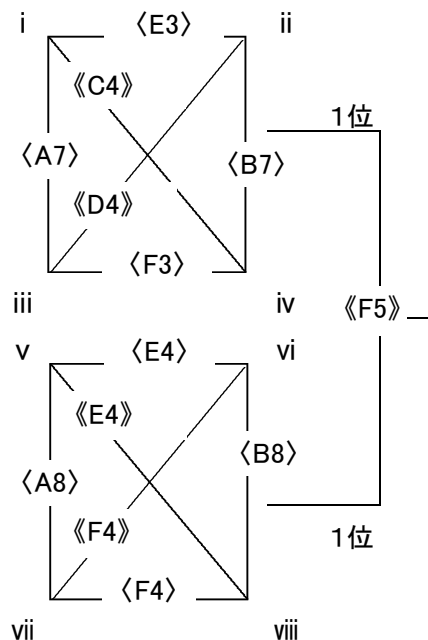 i 〈E3〉 ii
《C4》
1位
〈A7〉 〈B7〉
《D4》
〈F3〉
iii iv 《F5》
v 〈E4〉 vi
《E4》
〈B8〉
〈A8〉
《F4》
1位
〈F4〉
vii viii